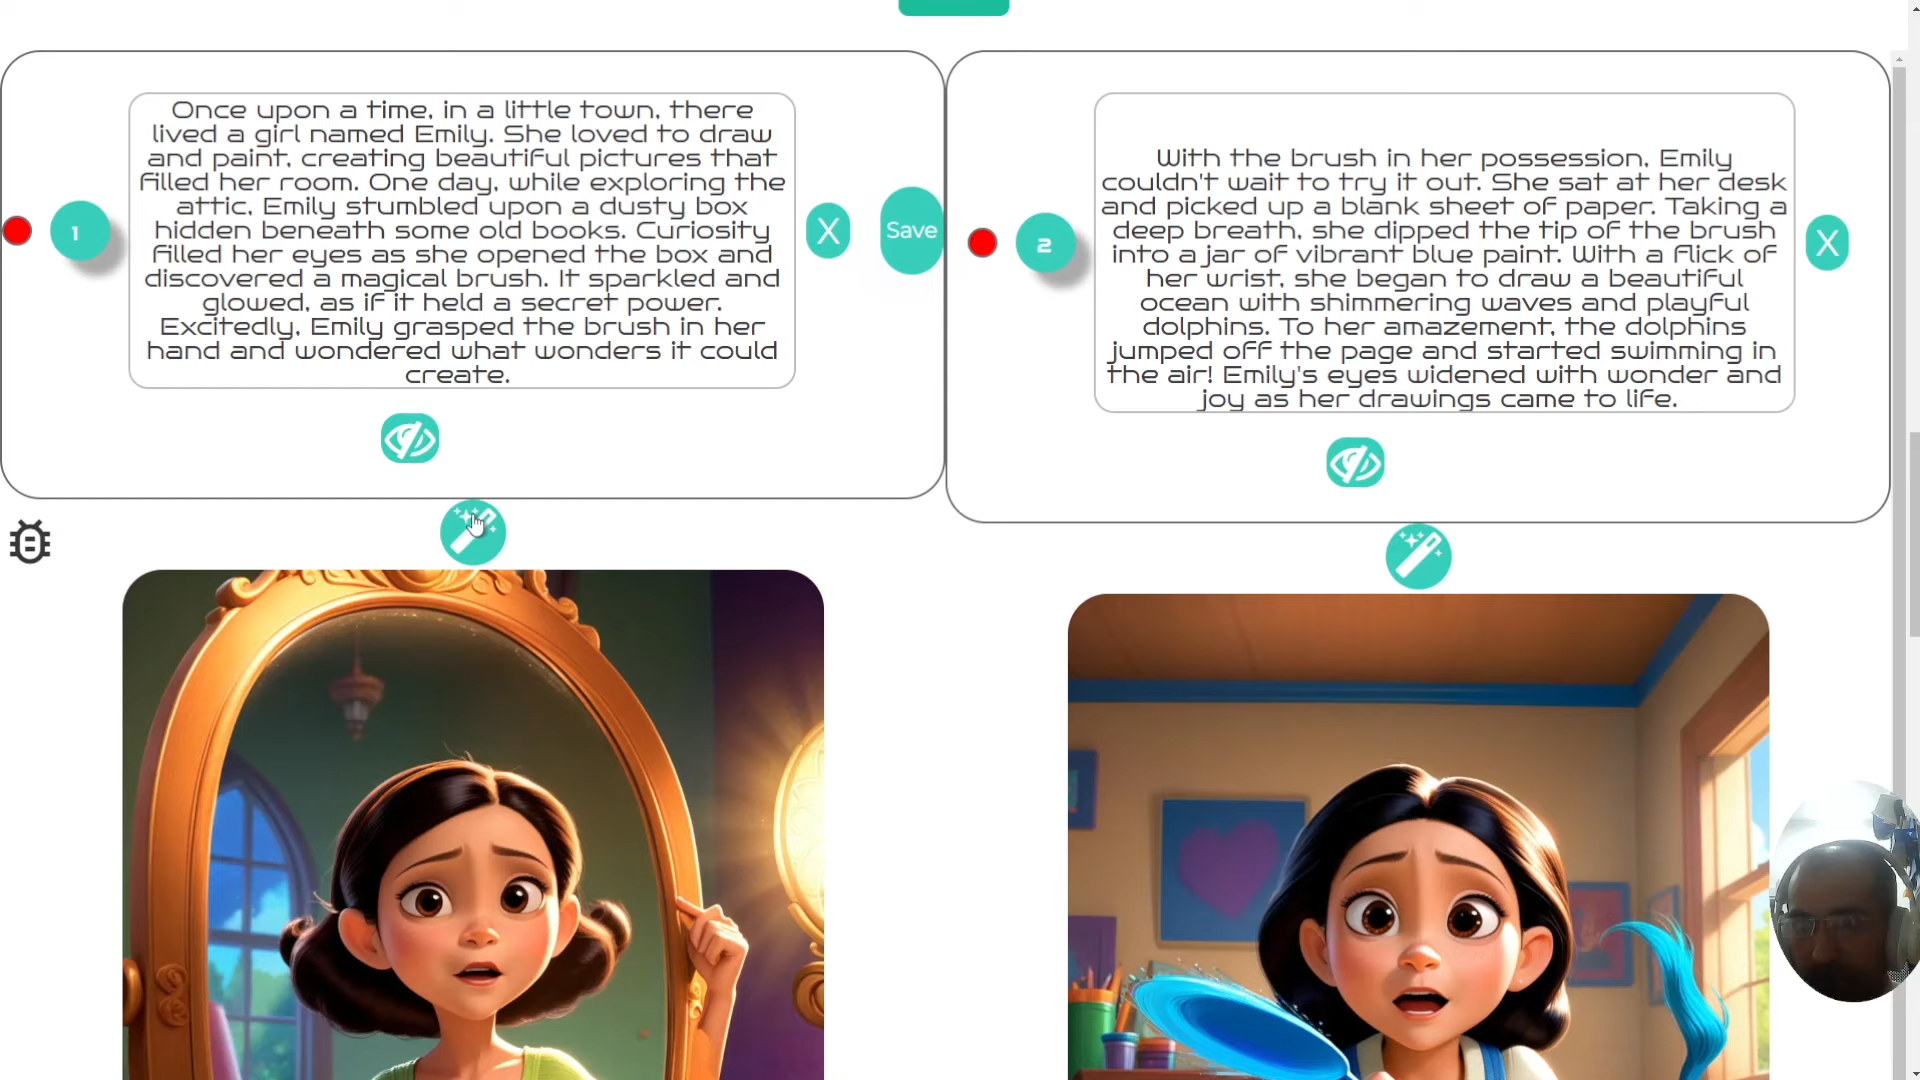 Once upon a time, in a little town, there
lived a girl named Emily. She loved to draw
and paint, creating beautiful pictures that
filled her room. One day, while exploring the
attic, Emily stumbled upon a dusty box
hidden beneath some old books. Curiosity
filled her eyes as she opened the box and
discovered a magical brush. It sparkled and
glowed, as if it held a secret power.
Excitedly, Emily grasped the brush in her
hand and wondered what wonders it could
create.
1
X
Save
With the brush in her possession, Emily
couldn't wait to try it out. She sat at her desk
and picked up a blank sheet of paper. Taking a
deep breath, she dipped the tip of the brush
into a jar of vibrant blue paint. With a flick of
her wrist, she began to draw a beautiful
ocean with shimmering waves and playful
dolphins. To her amazement, the dolphins
jumped off the page and started swimming in
the air! Emily's eyes widened with wonder and
joy as her drawings came to life.
2
X